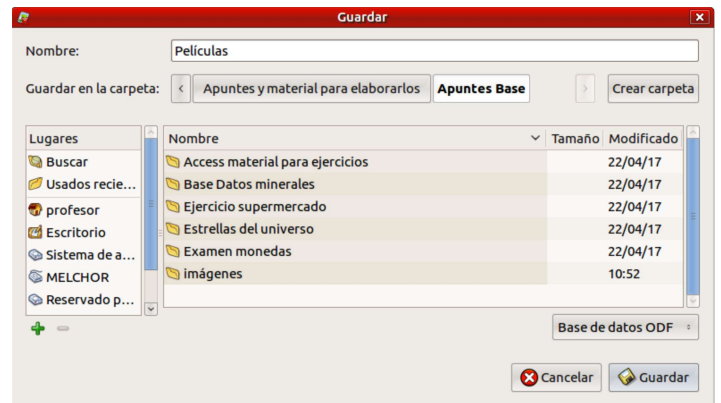 Guardar
Nombre: Películas
Guardar en la carpeta: < Apuntes y material para elaborarlos Apuntes Base > Crear carpeta
Lugares
Buscar
Usados recie...
profesor
Escritorio
Sistema de a...
MELCHOR
Reservado p...
Nombre Tamaño Modificado
Access material para ejercicios 22/04/17
Base Datos minerales 22/04/17
Ejercicio supermercado 22/04/17
Estrellas del universo 22/04/17
Examen monedas 22/04/17
imágenes 10:52
Base de datos ODF
Cancelar Guardar